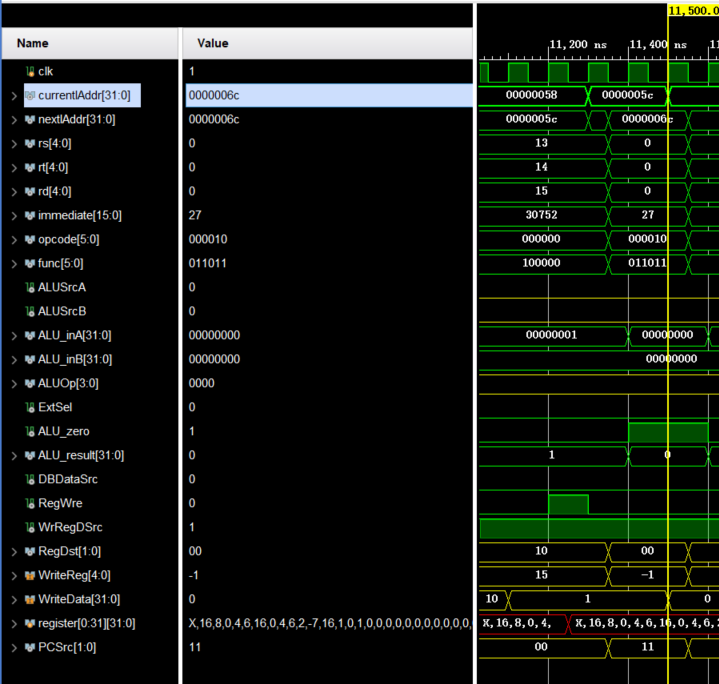 11,500.0
Name Value 11,200 ns 11,400 ns 11
clk 1
currentIAddr[31:0] 0000006c 00000058 0000005c
nextIAddr[31:0] 0000006c 0000005c 0000006c
rs[4:0] 0 13 0
rt[4:0] 0 14 0
rd[4:0] 0 15 0
immediate[15:0] 27 30752 27
opcode[5:0] 000010 000000 000010
func[5:0] 011011 100000 011011
ALUSrcA 0
ALUSrcB 0
ALU_inA[31:0] 00000000 00000001 00000000
ALU_inB[31:0] 00000000 00000000
ALUOp[3:0] 0000
ExtSel 0
ALU_zero 1
ALU_result[31:0] 0 1 0
DBDataSrc 0
RegWre 0
WrRegDSrc 1
RegDst[1:0] 00 10 00
WriteReg[4:0] -1 15 -1
WriteData[31:0] 0 10 1 0
register[0:31][31:0] X,16,8,0,4,6,16,0,4,6,2,-7,16,1,0,1,0,0,0,0,0,0,0,0,0,0, X,16,8,0,4, X,16,8,0,4,6,16,0,4,6,2
PCSrc[1:0] 11 00 11